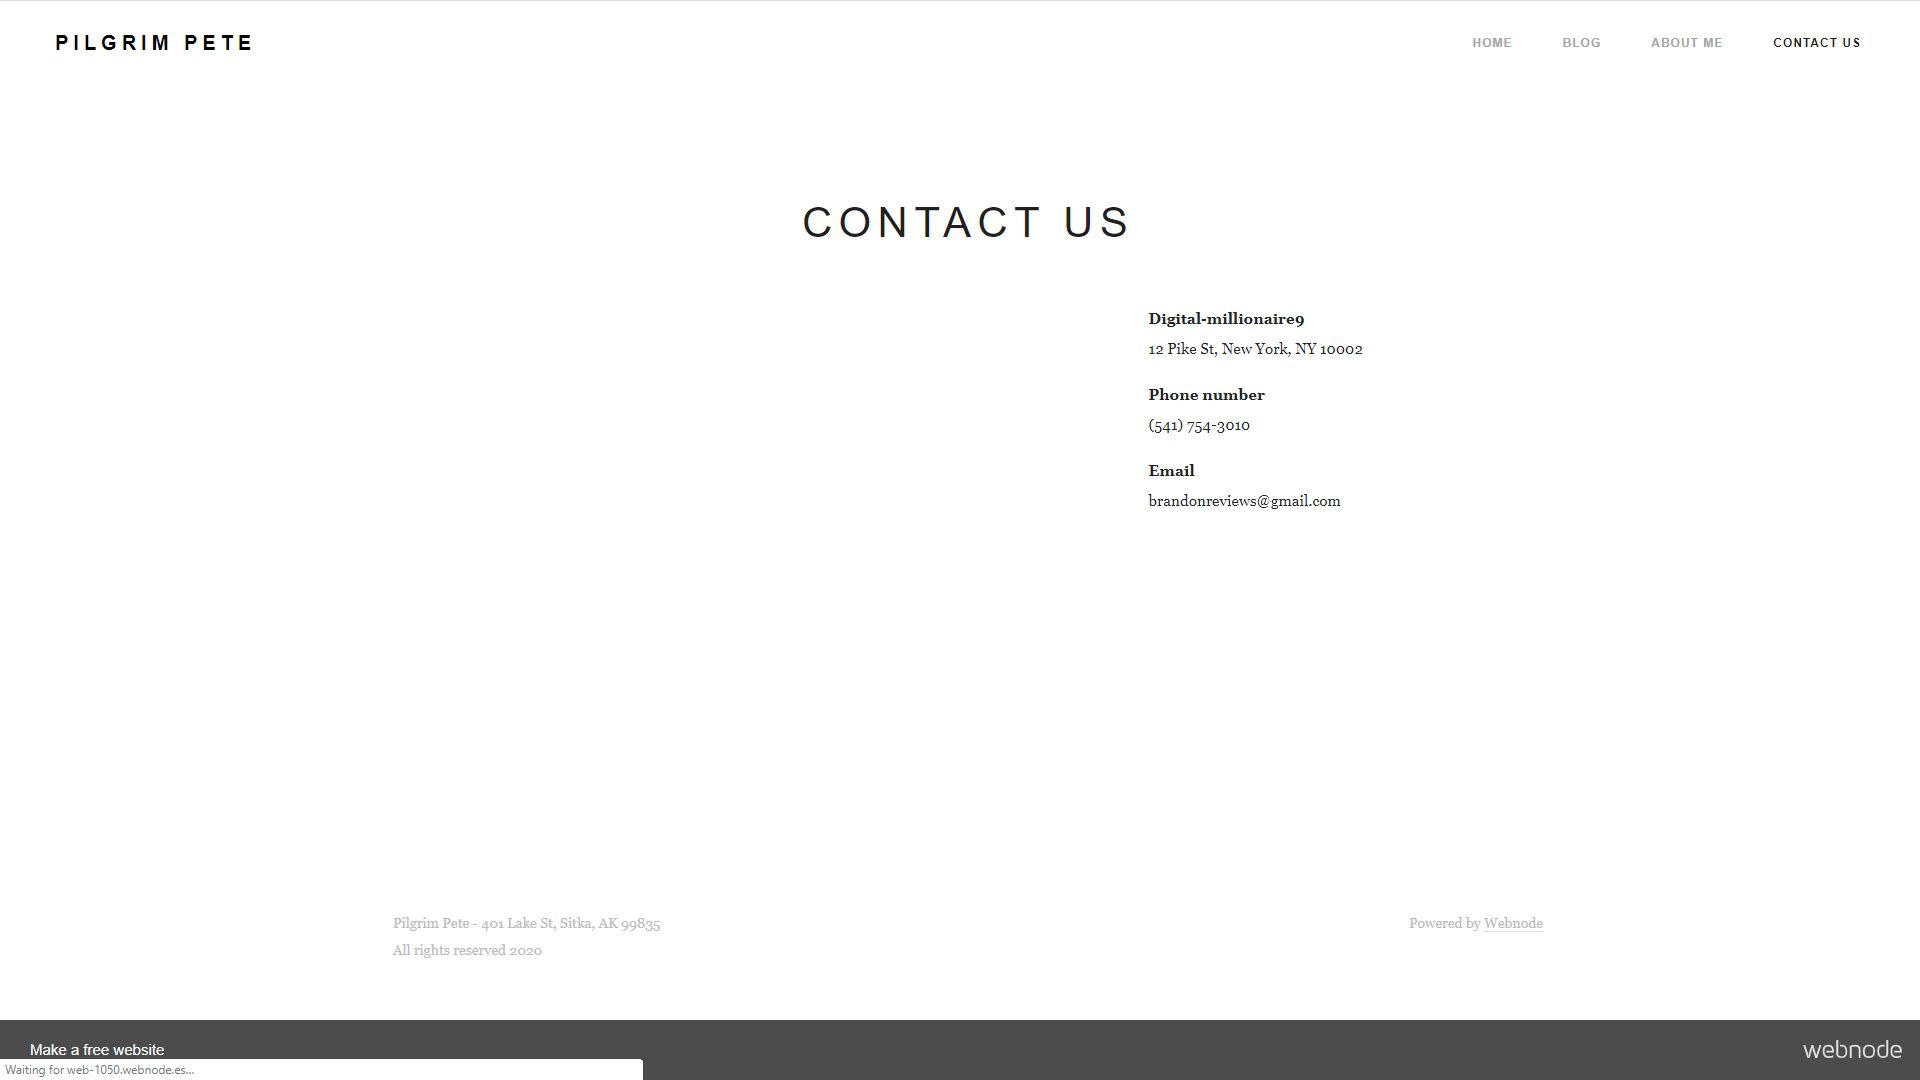 PILGRIM PETE
HOME BLOG ABOUT ME CONTACT US
CONTACT US
Digital-millionaire9
12 Pike St, New York, NY 10002
Phone number
(541) 754-3010
Email
brandonreviews@gmail.com
Pilgrim Pete - 401 Lake St, Sitka, AK 99835
All rights reserved 2020
Powered by Webnode
Make a free website
webnode
Waiting for web-1050.webnode.es...